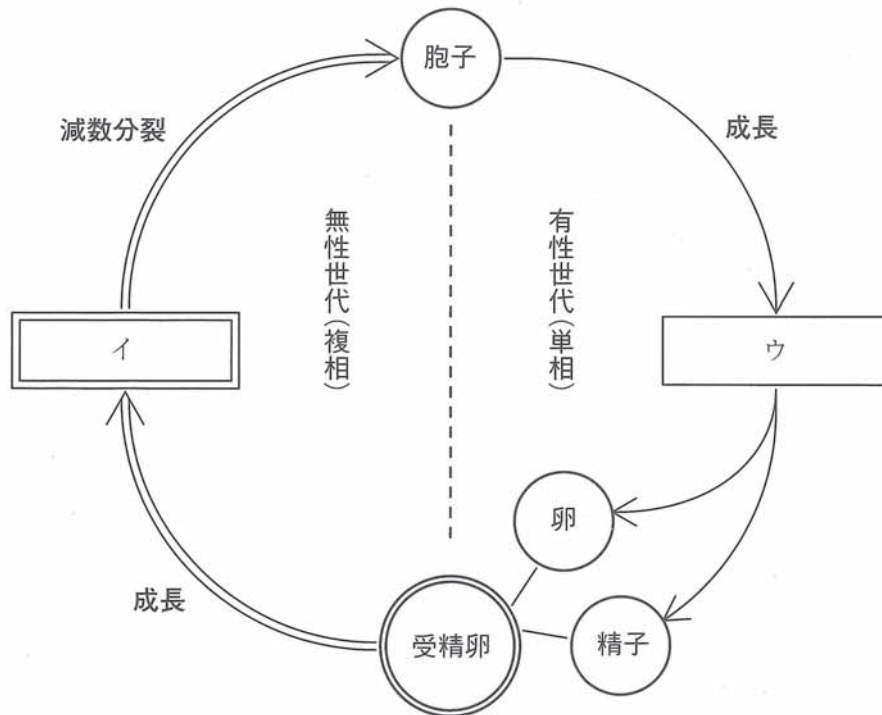 胞子
減数分裂
成長
無性世代(複相)
有性世代(単相)
イ
ウ
卵
成長
受精卵
精子